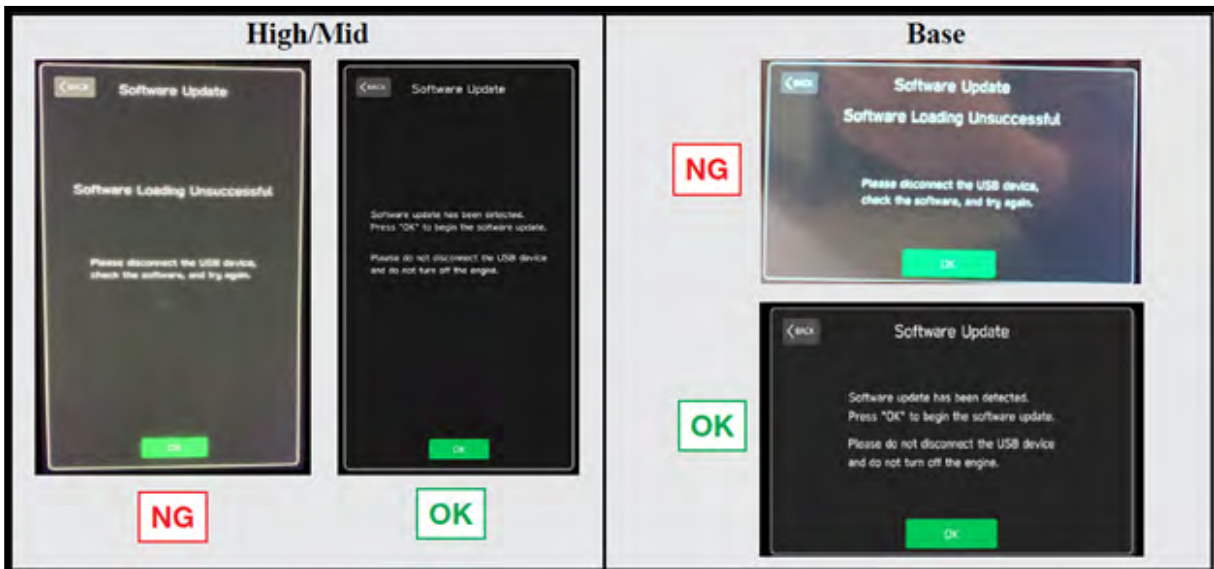 High/Mid
< BACK
Software Update
Software Loading Unsuccessful
Please disconnect the USB device,
check the software, and try again.
OK
NG
< BACK
Software Update
Software update has been detected.
Press "OK" to begin the software update.
Please do not disconnect the USB device
and do not turn off the engine.
OK
OK
Base
NG
< BACK
Software Update
Software Loading Unsuccessful
Please disconnect the USB device,
check the software, and try again.
OK
OK
< BACK
Software Update
Software update has been detected.
Press "OK" to begin the software update.
Please do not disconnect the USB device
and do not turn off the engine.
OK